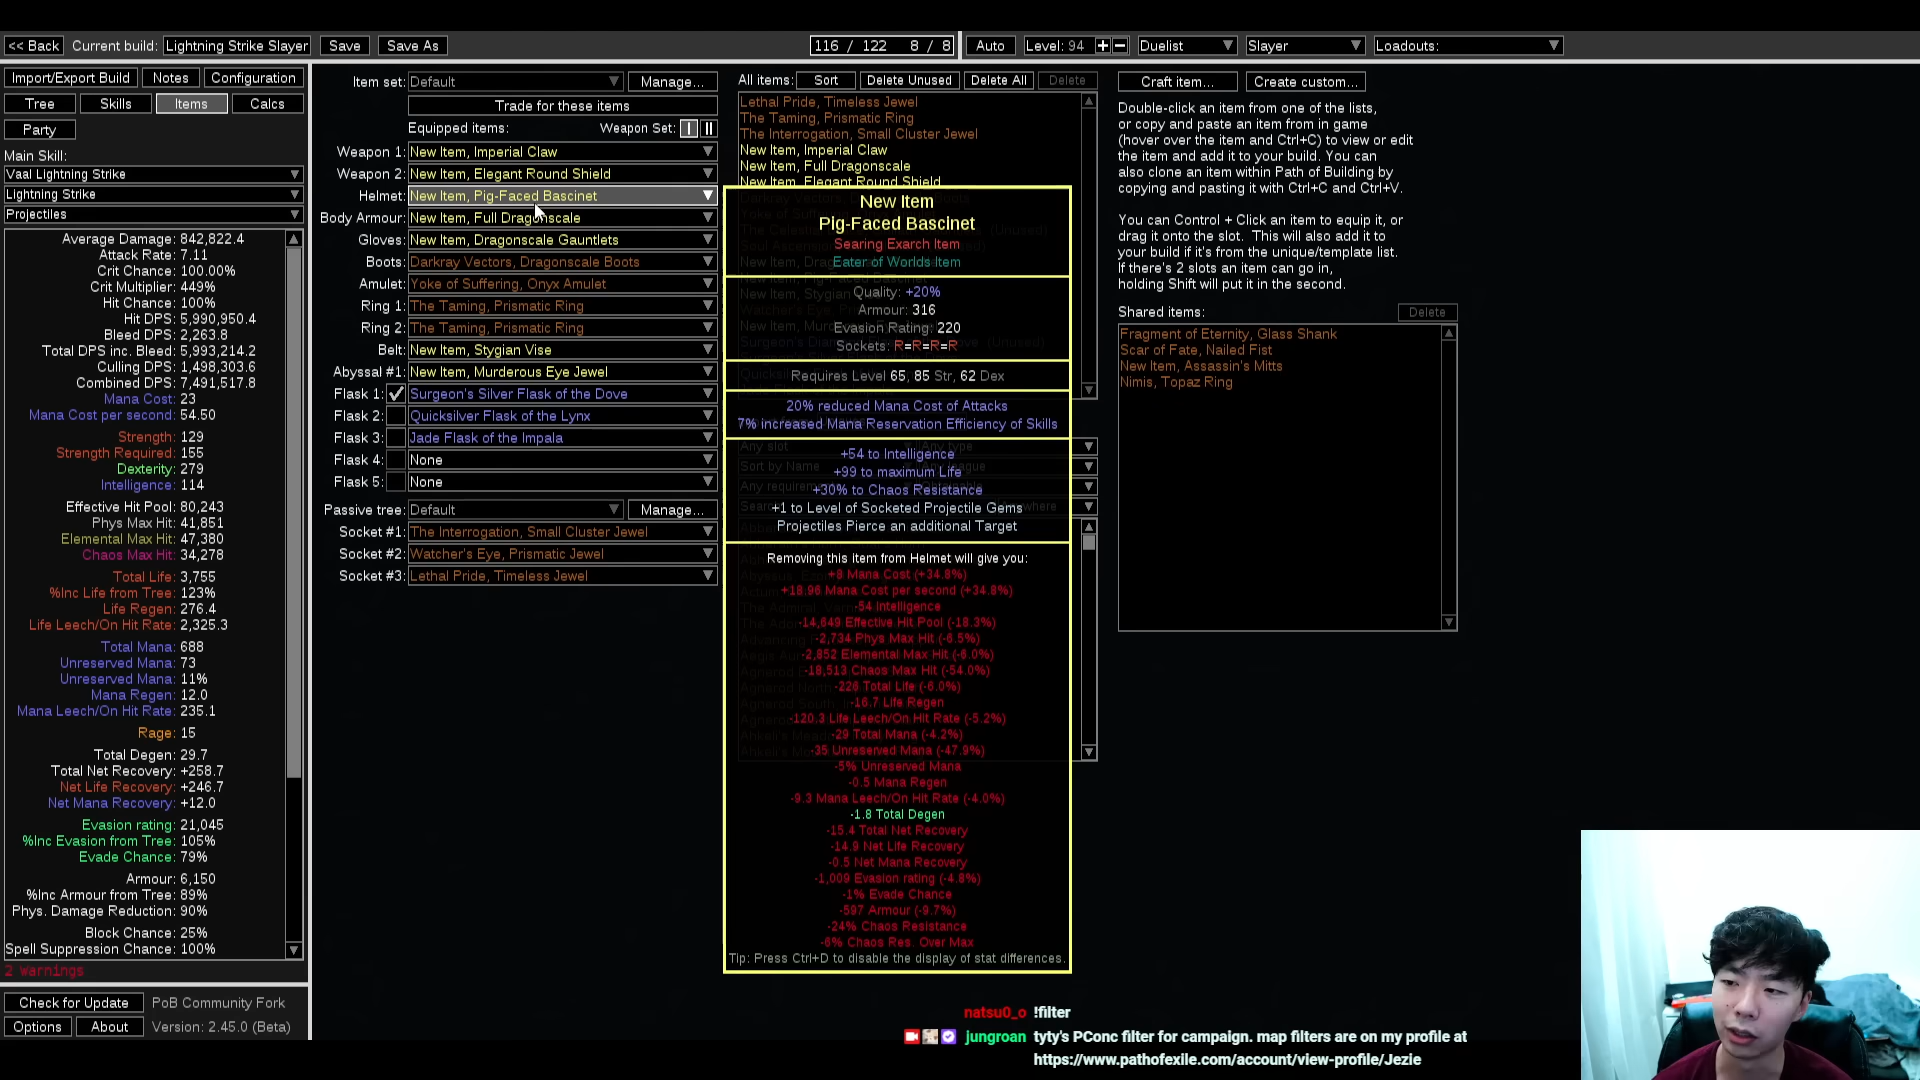 << Back
Current build:
Lightning Strike Slayer
Save
Save As
116 / 122 8 / 8
Auto
Level: 94
Duelist
Slayer
Loadouts:
Import/Export Build
Notes
Configuration
Tree
Skills
Items
Calcs
Party
Main Skill:
Vaal Lightning Strike
Lightning Strike
Projectiles
Average Damage: 842,822.4
Attack Rate: 7.11
Crit Chance: 100.00%
Crit Multiplier: 449%
Hit Chance: 100%
Hit DPS: 5,990,950.4
Bleed DPS: 2,263.8
Total DPS inc. Bleed: 5,993,214.2
Culling DPS: 1,498,303.6
Combined DPS: 7,491,517.8
Mana Cost: 23
Mana Cost per second: 54.50
Strength: 129
Strength Required: 155
Dexterity: 279
Intelligence: 114
Effective Hit Pool: 80,243
Phys Max Hit: 41,851
Elemental Max Hit: 47,380
Chaos Max Hit: 34,278
Total Life: 3,755
%Inc Life from Tree: 123%
Life Regen: 276.4
Life Leech/On Hit Rate: 2,325.3
Total Mana: 688
Unreserved Mana: 73
Unreserved Mana: 11%
Mana Regen: 12.0
Mana Leech/On Hit Rate: 235.1
Rage: 15
Total Degen: 29.7
Total Net Recovery: +258.7
Net Life Recovery: +246.7
Net Mana Recovery: +12.0
Evasion rating: 21,045
%Inc Evasion from Tree: 105%
Evade Chance: 79%
Armour: 6,150
%Inc Armour from Tree: 89%
Phys. Damage Reduction: 90%
Block Chance: 25%
Spell Suppression Chance: 100%
2 Warnings
Check for Update
PoB Community Fork
Options
About
Version: 2.45.0 (Beta)
Item set: Default
Manage...
Trade for these items
Equipped items:
Weapon Set: I II
Weapon 1: New Item, Imperial Claw
Weapon 2: New Item, Elegant Round Shield
Helmet: New Item, Pig-Faced Bascinet
Body Armour: New Item, Full Dragonscale
Gloves: New Item, Dragonscale Gauntlets
Boots: Darkray Vectors, Dragonscale Boots
Amulet: Yoke of Suffering, Onyx Amulet
Ring 1: The Taming, Prismatic Ring
Ring 2: The Taming, Prismatic Ring
Belt: New Item, Stygian Vise
Abyssal #1: New Item, Murderous Eye Jewel
Flask 1: Surgeon's Silver Flask of the Dove
Flask 2: Quicksilver Flask of the Lynx
Flask 3: Jade Flask of the Impala
Flask 4: None
Flask 5: None
Passive tree: Default
Manage...
Socket #1: The Interrogation, Small Cluster Jewel
Socket #2: Watcher's Eye, Prismatic Jewel
Socket #3: Lethal Pride, Timeless Jewel
All items:
Sort
Delete Unused
Delete All
Delete
Lethal Pride, Timeless Jewel
The Taming, Prismatic Ring
The Interrogation, Small Cluster Jewel
New Item, Imperial Claw
New Item, Full Dragonscale
New Item, Elegant Round Shield
New Item
Pig-Faced Bascinet
Searing Exarch Item
Eater of Worlds Item
Quality: +20%
Armour: 316
Evasion Rating: 220
Sockets: R=R=R=R
Requires Level 65, 85 Str, 62 Dex
20% reduced Mana Cost of Attacks
7% increased Mana Reservation Efficiency of Skills
+54 to Intelligence
+99 to maximum Life
+30% to Chaos Resistance
+1 to Level of Socketed Projectile Gems
Projectiles Pierce an additional Target
Removing this item from Helmet will give you:
+8 Mana Cost (+34.8%)
+18.96 Mana Cost per second (+34.8%)
-54 Intelligence
-14,649 Effective Hit Pool (-18.3%)
-2,734 Phys Max Hit (-6.5%)
-2,852 Elemental Max Hit (-6.0%)
-18,513 Chaos Max Hit (-54.0%)
-226 Total Life (-6.0%)
-16.7 Life Regen
-120.3 Life Leech/On Hit Rate (-5.2%)
-29 Total Mana (-4.2%)
-35 Unreserved Mana (-47.9%)
-5% Unreserved Mana
-0.5 Mana Regen
-9.3 Mana Leech/On Hit Rate (-4.0%)
-1.8 Total Degen
-15.4 Total Net Recovery
-14.9 Net Life Recovery
-0.5 Net Mana Recovery
-1,009 Evasion rating (-4.8%)
-1% Evade Chance
-597 Armour (-9.7%)
-24% Chaos Resistance
-6% Chaos Res. Over Max
Tip: Press Ctrl+D to disable the display of stat differences.
Craft item...
Create custom...
Double-click an item from one of the lists,
or copy and paste an item from in game
(hover over the item and Ctrl+C) to view or edit
the item and add it to your build. You can
also clone an item within Path of Building by
copying and pasting it with Ctrl+C and Ctrl+V.
You can Control + Click an item to equip it, or
drag it onto the slot. This will also add it to
your build if it's from the unique/template list.
If there's 2 slots an item can go in,
holding Shift will put it in the second.
Shared items:
Delete
Fragment of Eternity, Glass Shank
Scar of Fate, Nailed Fist
New Item, Assassin's Mitts
Nimis, Topaz Ring
natsu0_o !filter
jungroan tyty's PConc filter for campaign. map filters are on my profile at
https://www.pathofexile.com/account/view-profile/Jezie